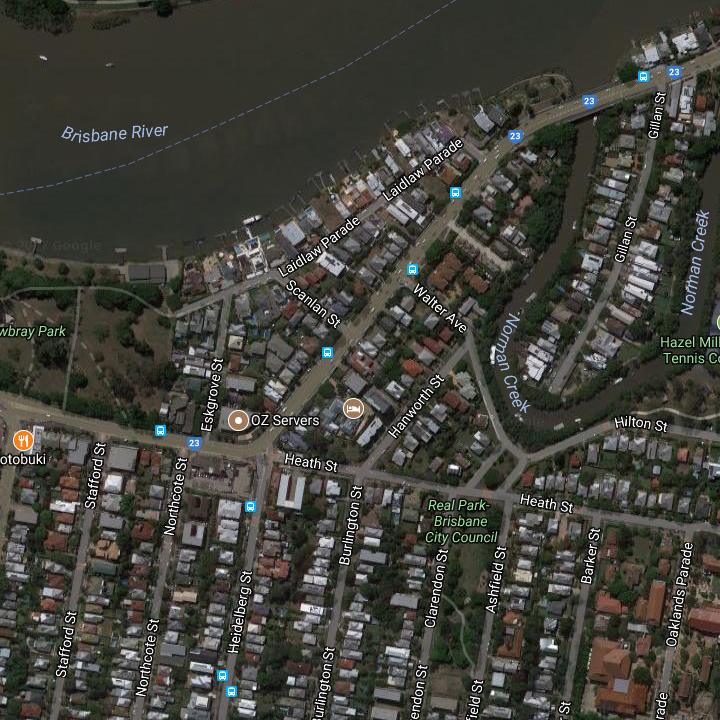 23
23
23
Gillan St
Brisbane River
Laidlaw Parade
Gillan St
Norman Creek
Google
Laidlaw Parade
Scanlan St
Walter Ave
wbray Park
Hazel Mill
Tennis Co
Norman Creek
Eskgrove St
Hanworth St
OZ Servers
Hilton St
23
otobuki
Heath St
Stafford St
Northcote St
Burlington St
Heath St
Real Park-
Brisbane
City Council
Clarendon St
Ashfield St
Barker St
Oaklands Parade
Heidelberg St
Stafford St
Northcote St
urlington St
endon St
field St
St
rade